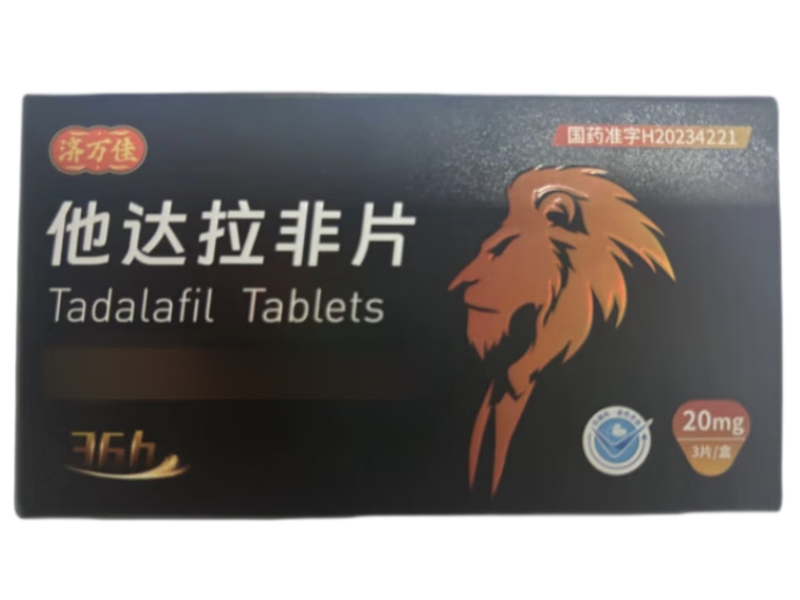 济万佳
国药准字H20234221
他达拉非片
Tadalafil Tablets
36h
20mg
3片/盒